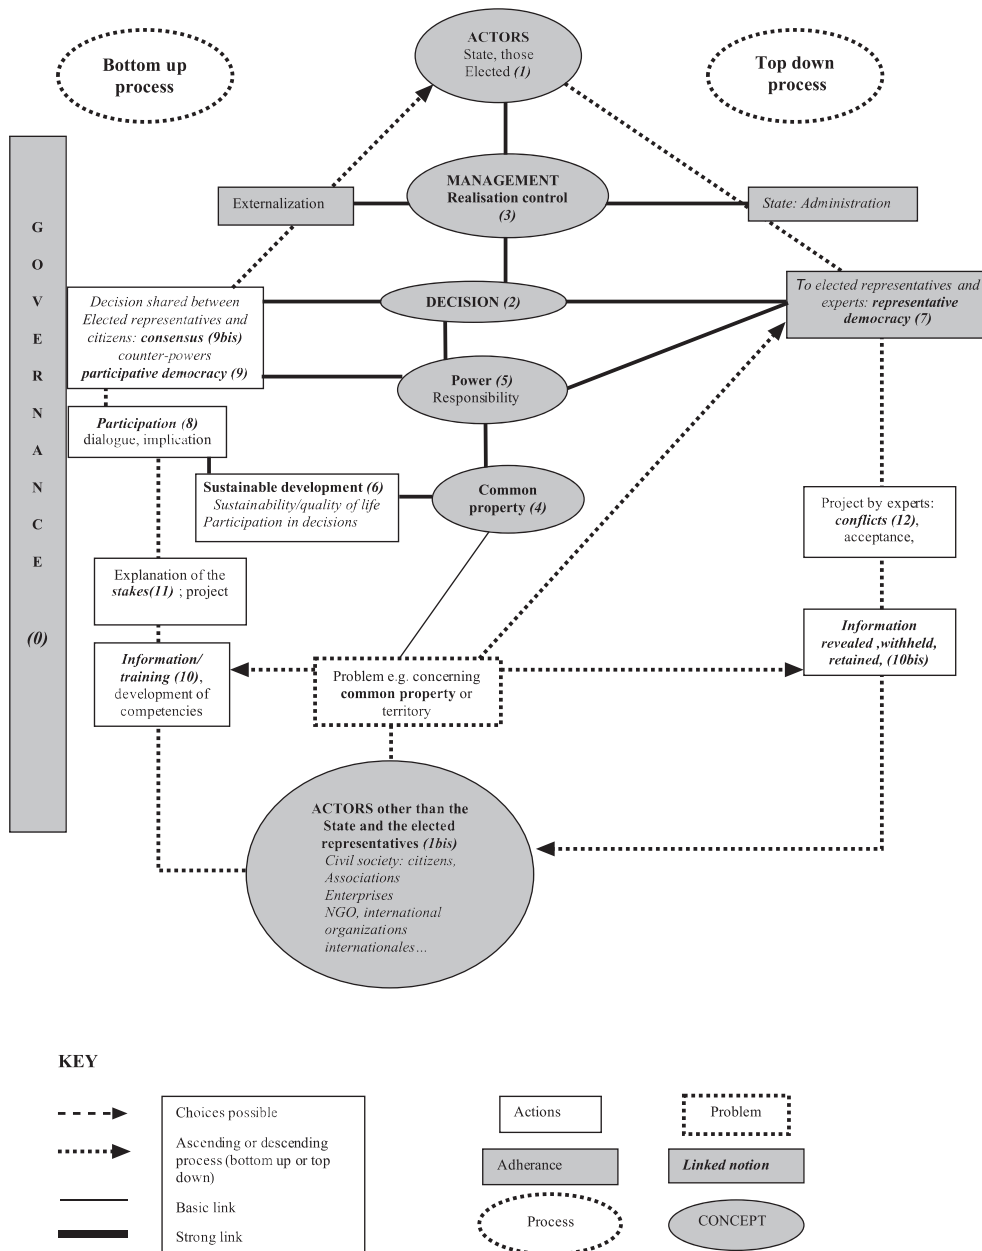 ACTORS
State, those
Elected (1)
Bottom up
process
Top down
process
MANAGEMENT
Realisation control
(3)
Externalization
State: Administration
G
O
V
E
R
N
A
N
C
E
(0)
Decision shared between
Elected representatives and
citizens: consensus (9bis)
counter-powers
participative democracy (9)
DECISION (2)
To elected representatives and
experts: representative
democracy (7)
Power (5)
Responsibility
Participation (8)
dialogue, implication
Sustainable development (6)
Sustainability/quality of life
Participation in decisions
Common
property (4)
Project by experts:
conflicts (12),
acceptance,
Explanation of the
stakes(11) ; project
Information
revealed ,withheld,
retained, (10bis)
Information/
training (10),
development of
competencies
Problem e.g. concerning
common property or
territory
ACTORS other than the
State and the elected
representatives (1bis)
Civil society: citizens,
Associations
Enterprises
NGO, international
organizations
internationales…
KEY
Choices possible
Ascending or descending
process (bottom up or top
down)
Basic link
Strong link
Actions
Problem
Adherance
Linked notion
Process
CONCEPT